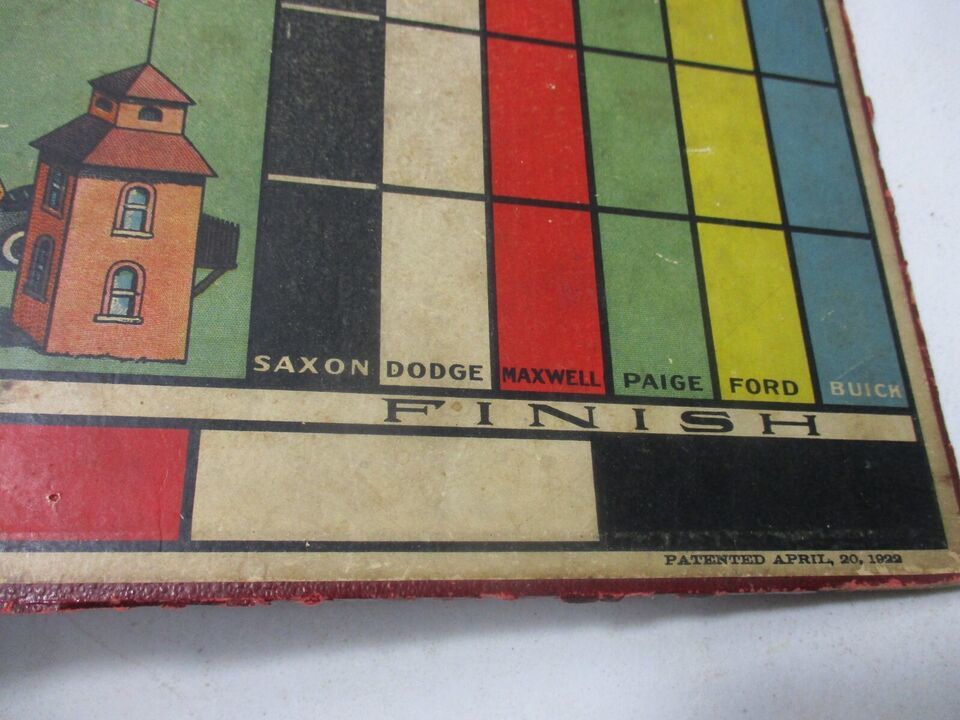 SAXON DODGE MAXWELL PAIGE FORD BUICK
FINISH
PATENTED APRIL, 20, 1922